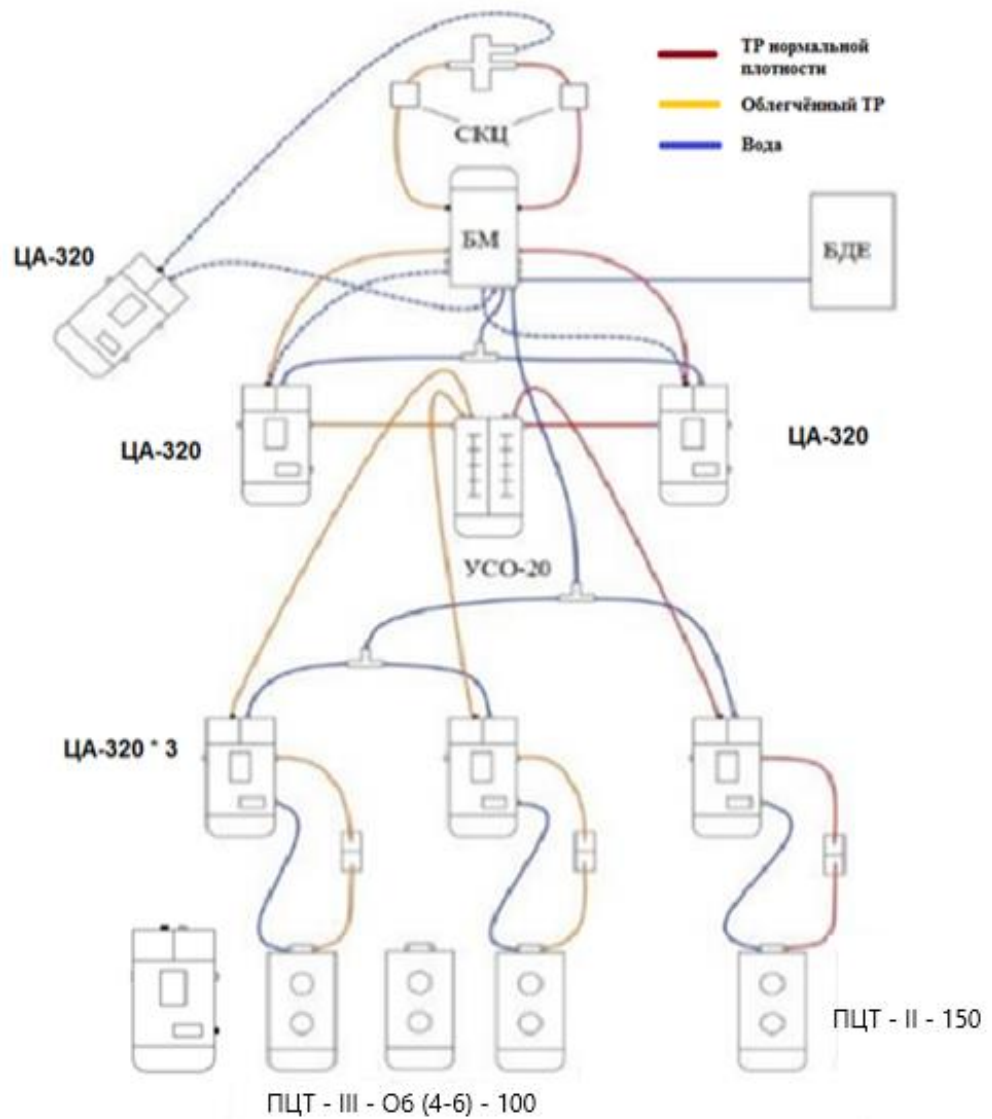 ТР нормальной
плотности
Облегчённый ТР
Вода
СКЦ
БМ
БДЕ
ЦА-320
ЦА-320
ЦА-320
УСО-20
ЦА-320 * 3
ПЦТ - II - 150
ПЦТ - III - Об (4-6) - 100